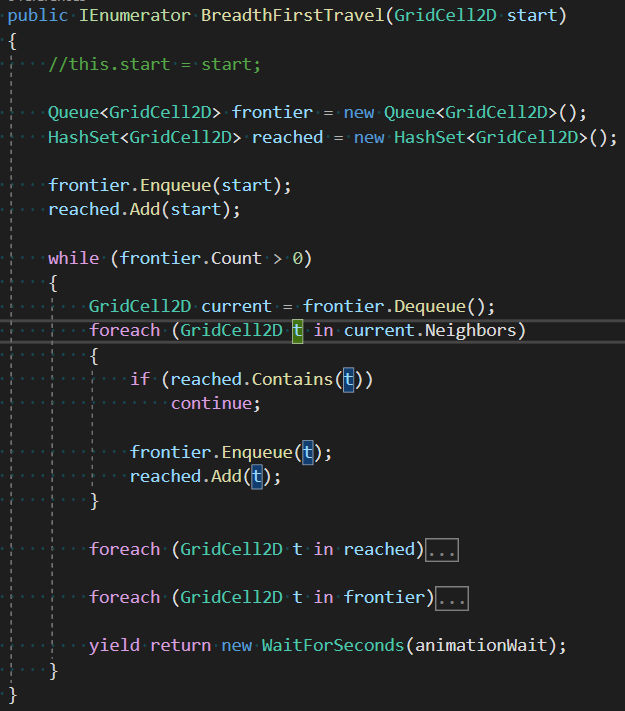 public IEnumerator BreadthFirstTravel(GridCell2D start)
{
//this.start = start;
Queue<GridCell2D> frontier = new Queue<GridCell2D>();
HashSet<GridCell2D> reached = new HashSet<GridCell2D>();
frontier.Enqueue(start);
reached.Add(start);
while (frontier.Count > 0)
{
GridCell2D current = frontier.Dequeue();
foreach (GridCell2D t in current.Neighbors)
{
if (reached.Contains(t))
continue;
frontier.Enqueue(t);
reached.Add(t);
}
foreach (GridCell2D t in reached)...
foreach (GridCell2D t in frontier)...
yield return new WaitForSeconds(animationWait);
}
}